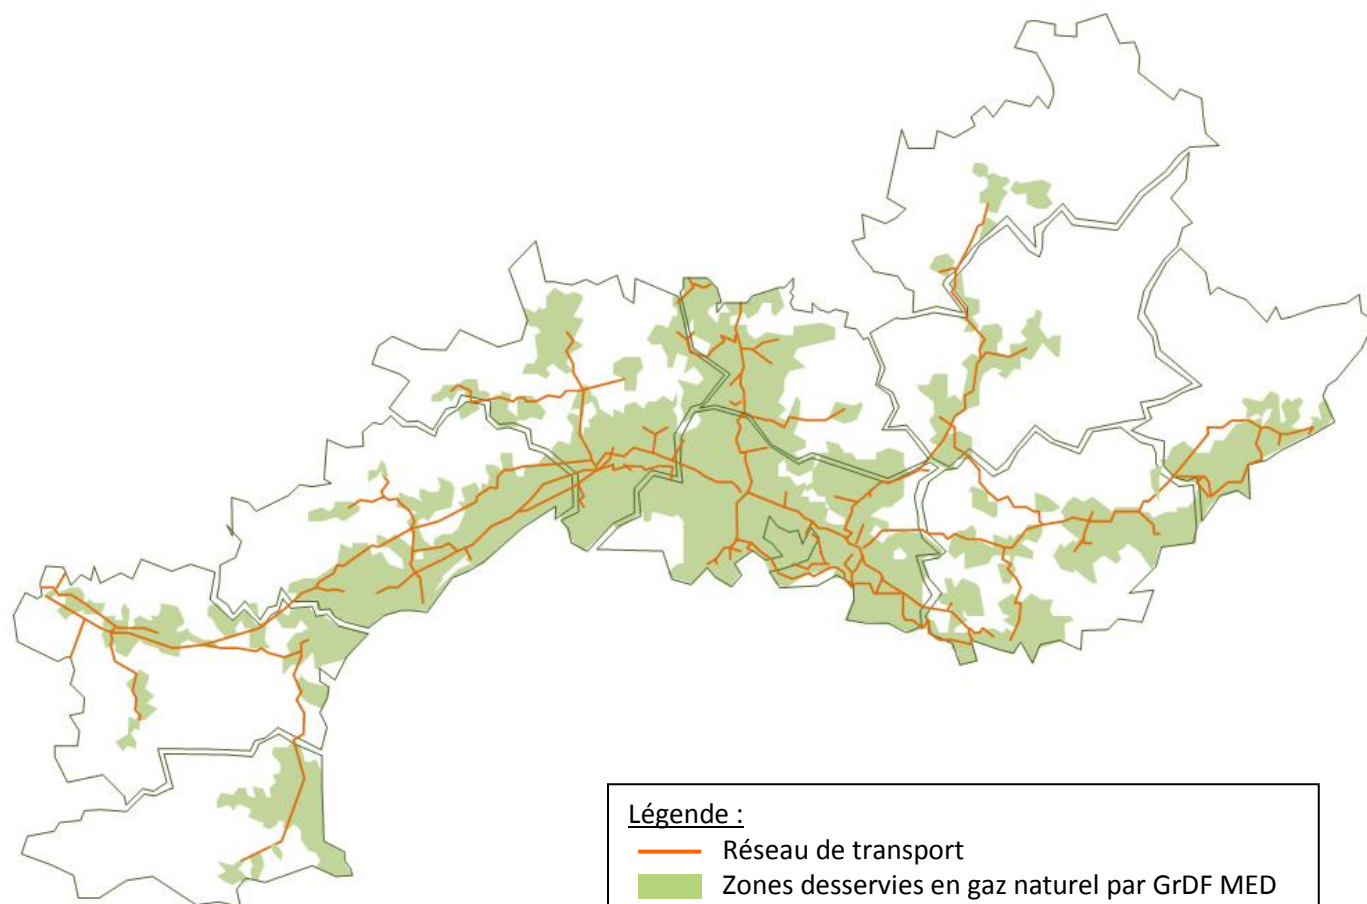 Légende :
Réseau de transport
Zones desservies en gaz naturel par GrDF MED